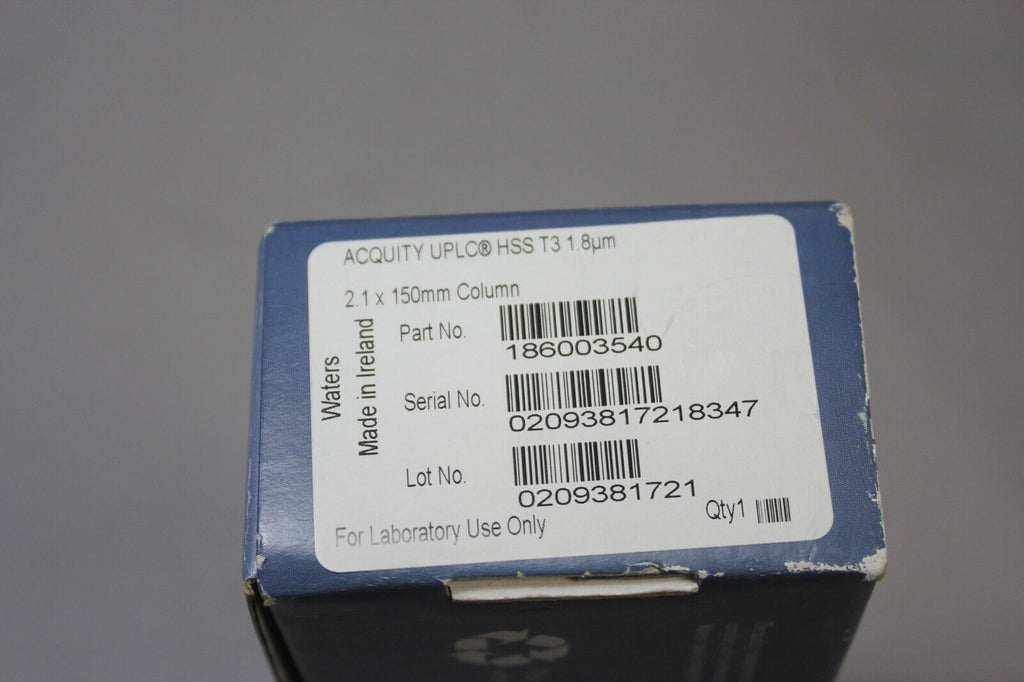 ACQUITY UPLC® HSS T3 1.8µm
2.1 x 150mm Column
Waters
Made in Ireland
Part No.
186003540
Serial No.
02093817218347
Lot No.
0209381721
For Laboratory Use Only
Qty1